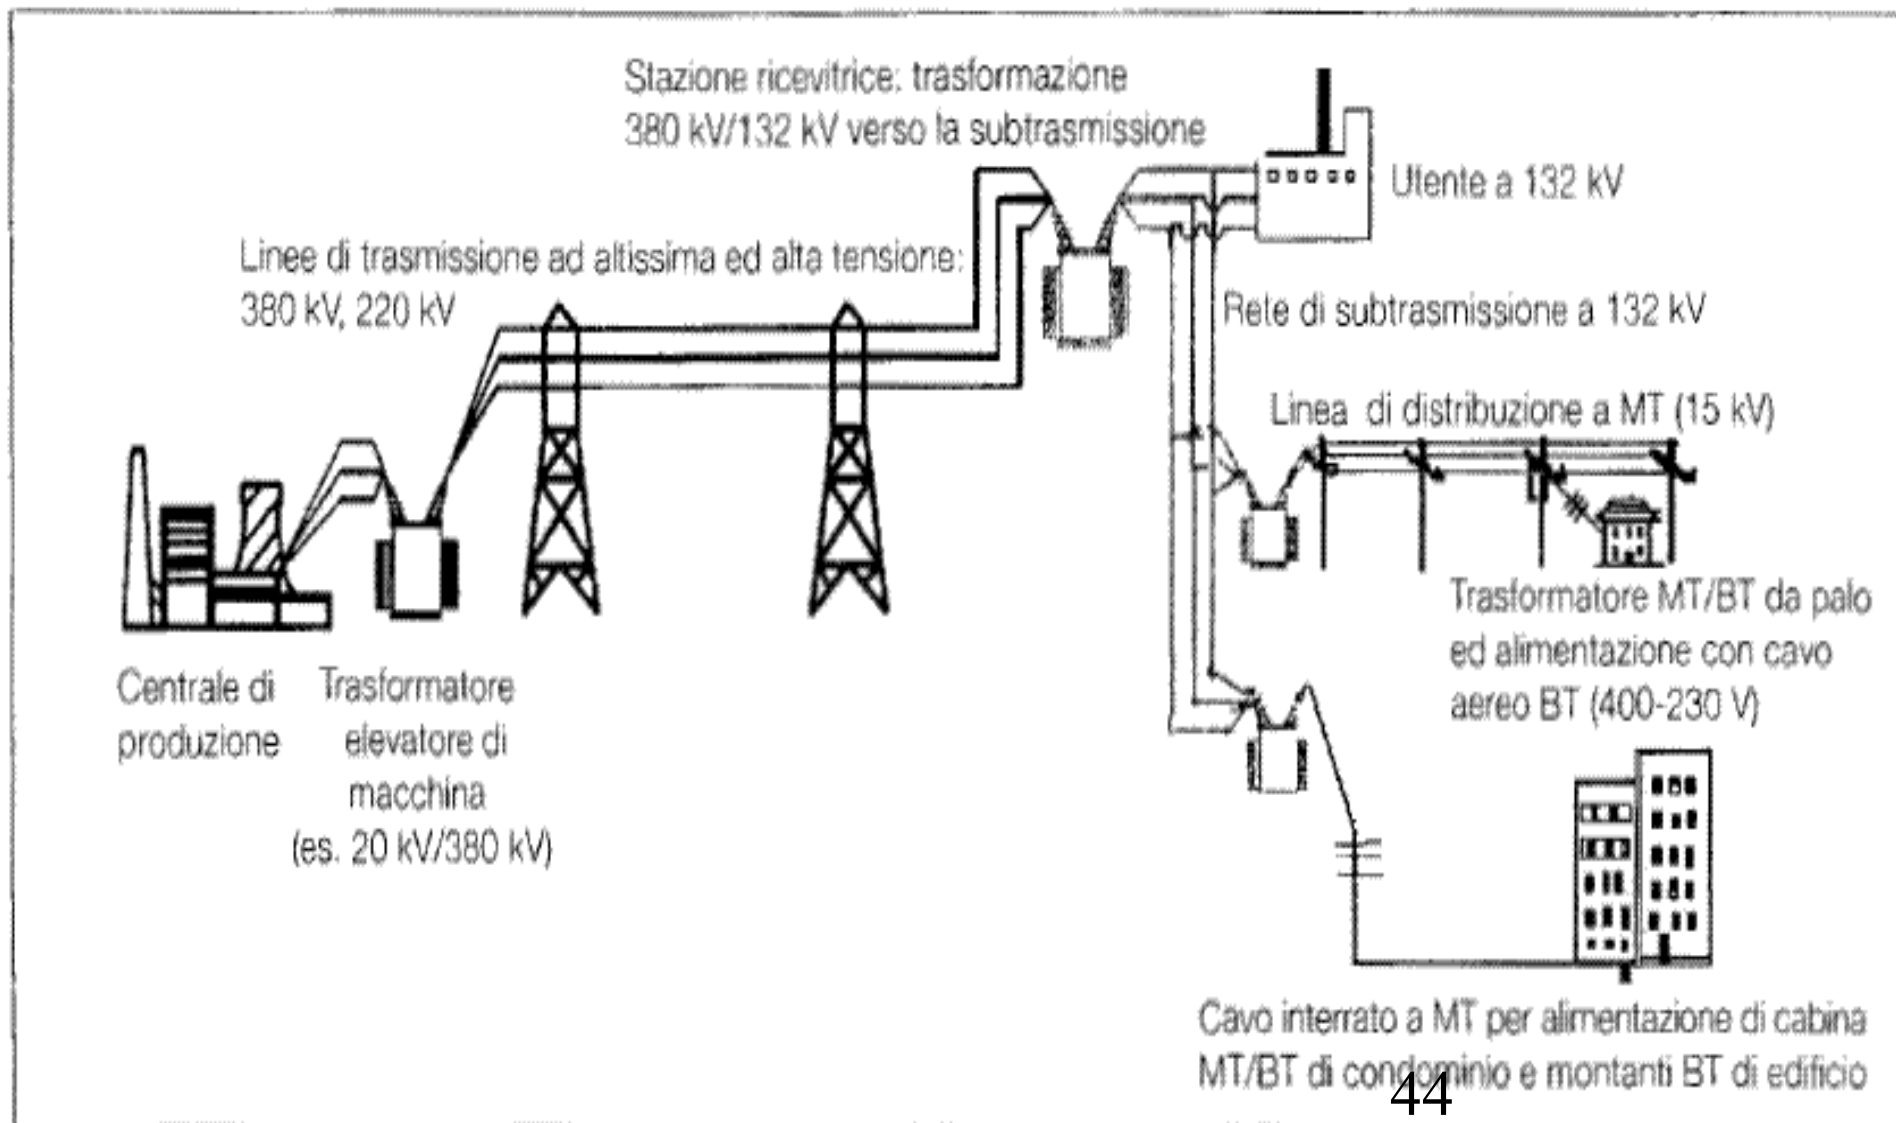 Stazione ricevitrice: trasformazione
380 kV/132 kV verso la subtrasmissione
Utente a 132 kV
Linee di trasmissione ad altissima ed alta tensione:
380 kV, 220 kV
Rete di subtrasmissione a 132 kV
Linea di distribuzione a MT (15 kV)
Trasformatore MT/BT da palo
ed alimentazione con cavo
aereo BT (400-230 V)
Centrale di
produzione
Trasformatore
elevatore di
macchina
(es. 20 kV/380 kV)
Cavo interrato a MT per alimentazione di cabina
MT/BT di condominio e montanti BT di edificio
44